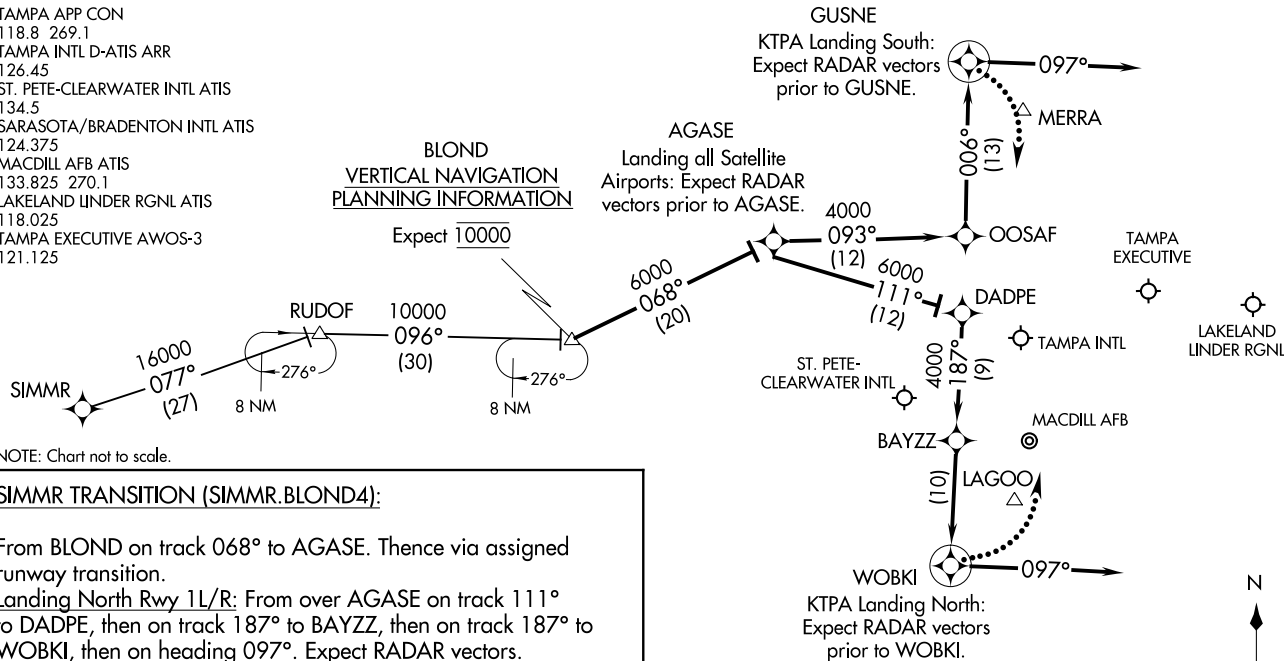 TAMPA APP CON
118.8 269.1
TAMPA INTL D-ATIS ARR
126.45
ST. PETE-CLEARWATER INTL ATIS
134.5
SARASOTA/BRADENTON INTL ATIS
124.375
MACDILL AFB ATIS
133.825 270.1
LAKELAND LINDER RGNL ATIS
118.025
TAMPA EXECUTIVE AWOS-3
121.125
GUSNE
KTPA Landing South:
Expect RADAR vectors
prior to GUSNE.
097°
MERRA
006°
(13)
AGASE
Landing all Satellite
Airports: Expect RADAR
vectors prior to AGASE.
BLOND
VERTICAL NAVIGATION
PLANNING INFORMATION
Expect 10000
4000
093°
(12)
OOSAF
6000
111°
(12)
DADPE
TAMPA
EXECUTIVE
LAKELAND
LINDER RGNL
TAMPA INTL
6000
068°
(20)
RUDOF
10000
096°
(30)
276°
8 NM
276°
8 NM
16000
077°
(27)
SIMMR
ST. PETE-
CLEARWATER INTL
4000
187°
(9)
MACDILL AFB
BAYZZ
(10)
LAGOO
WOBKI
097°
KTPA Landing North:
Expect RADAR vectors
prior to WOBKI.
N
NOTE: Chart not to scale.
SIMMR TRANSITION (SIMMR.BLOND4):
From BLOND on track 068° to AGASE. Thence via assigned
runway transition.
Landing North Rwy 1L/R: From over AGASE on track 111°
to DADPE, then on track 187° to BAYZZ, then on track 187° to
WOBKI, then on heading 097°. Expect RADAR vectors.